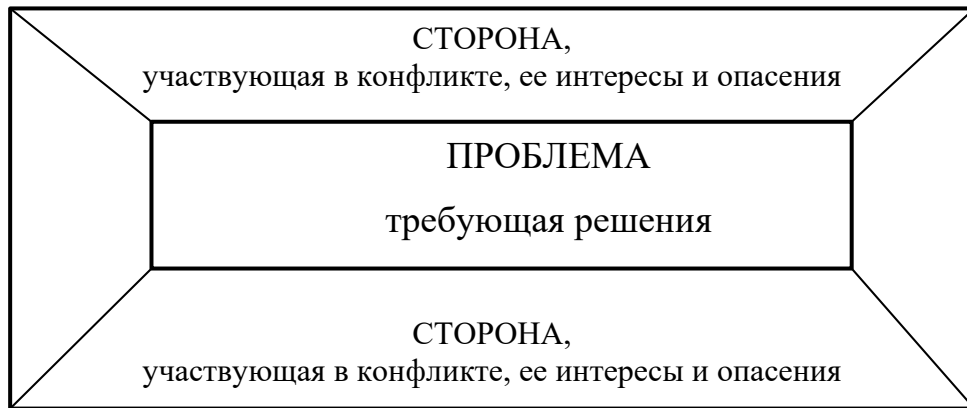 СТОРОНА,
участвующая в конфликте, ее интересы и опасения
ПРОБЛЕМА
требующая решения
СТОРОНА,
участвующая в конфликте, ее интересы и опасения